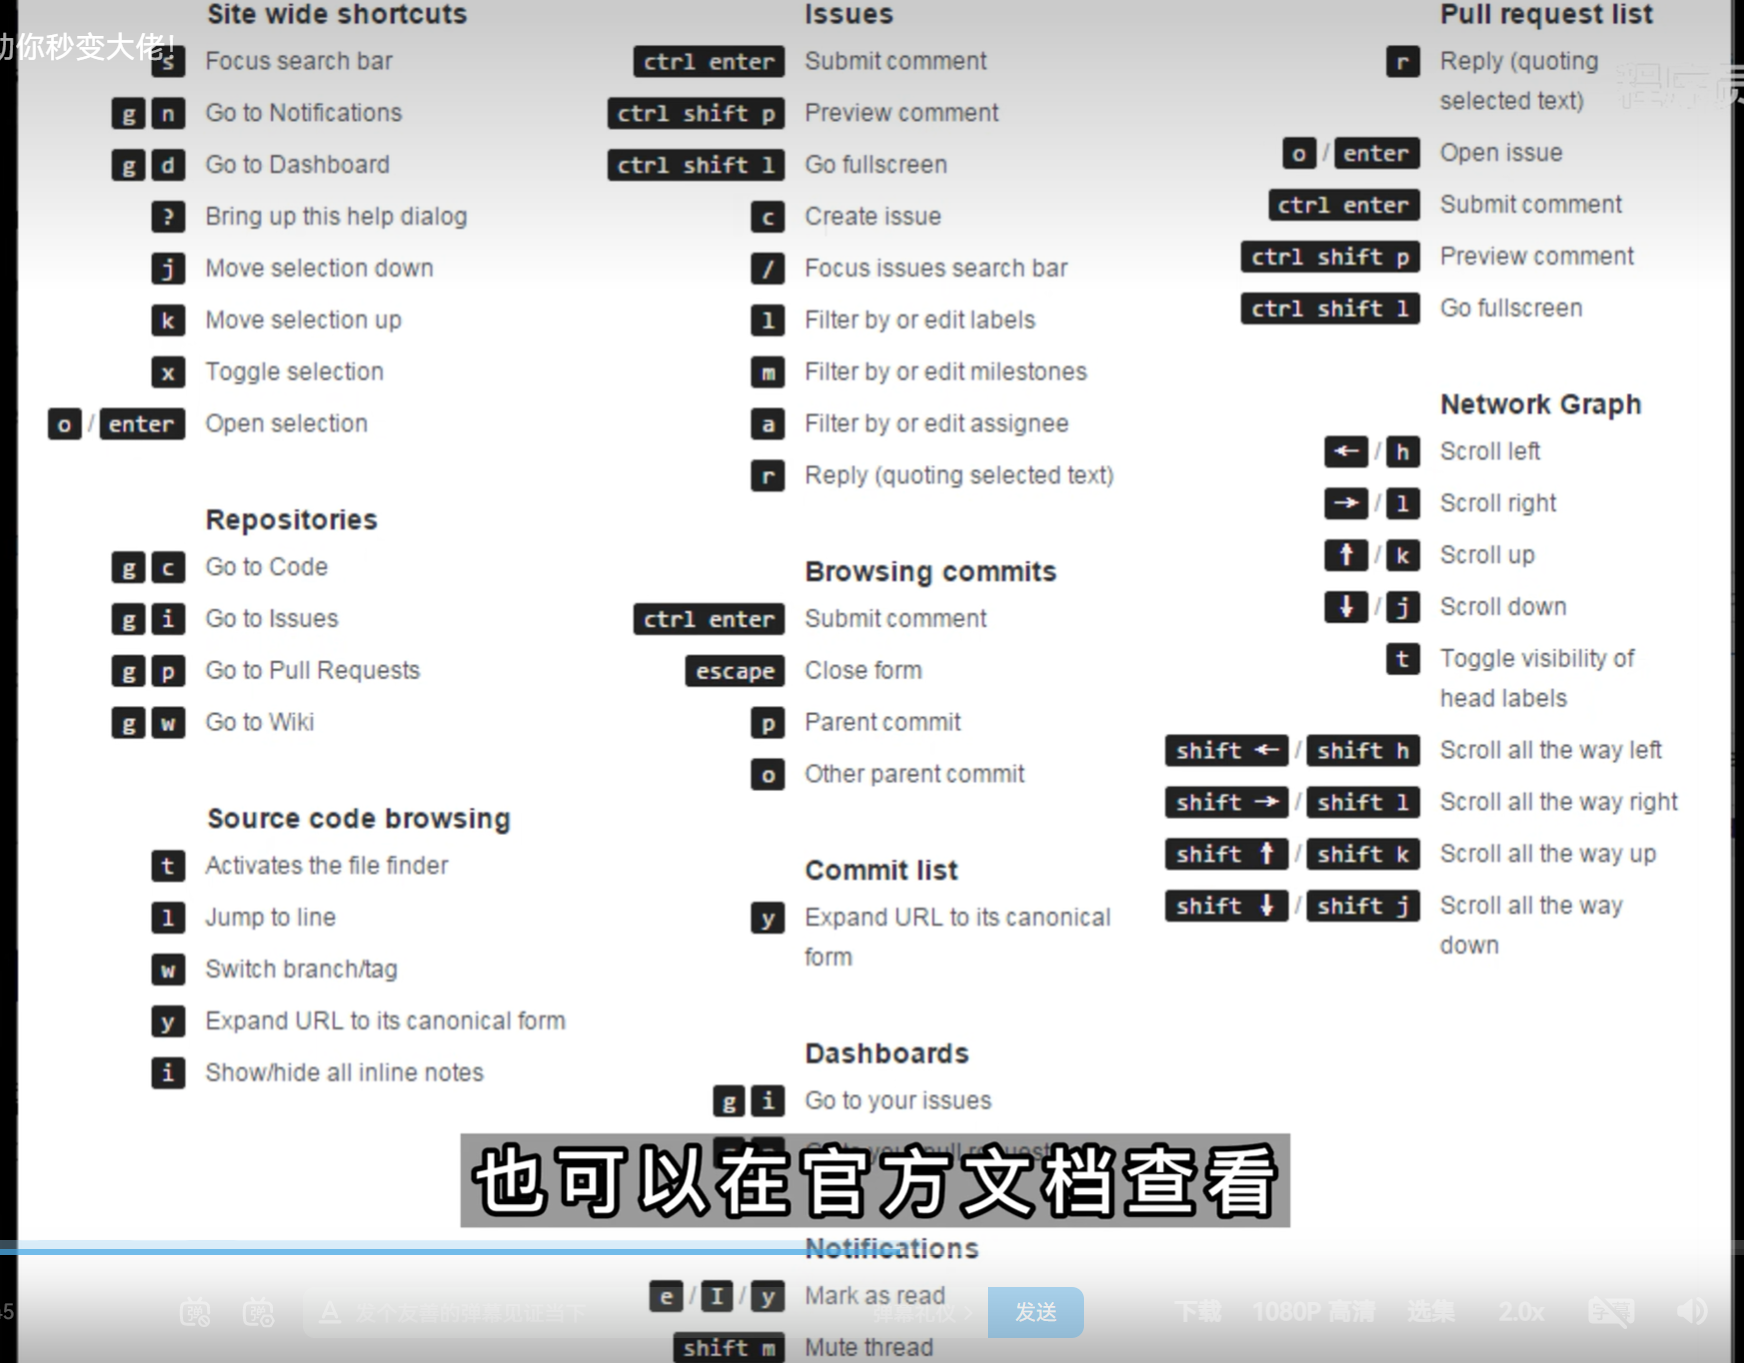 Site wide shortcuts
助你秒变大佬!
s Focus search bar
g n Go to Notifications
g d Go to Dashboard
? Bring up this help dialog
j Move selection down
k Move selection up
x Toggle selection
o / enter Open selection
Repositories
g c Go to Code
g i Go to Issues
g p Go to Pull Requests
g w Go to Wiki
Source code browsing
t Activates the file finder
l Jump to line
w Switch branch/tag
y Expand URL to its canonical form
i Show/hide all inline notes
Issues
ctrl enter Submit comment
ctrl shift p Preview comment
ctrl shift l Go fullscreen
c Create issue
/ Focus issues search bar
l Filter by or edit labels
m Filter by or edit milestones
a Filter by or edit assignee
r Reply (quoting selected text)
Browsing commits
ctrl enter Submit comment
escape Close form
p Parent commit
o Other parent commit
Commit list
y Expand URL to its canonical
form
Dashboards
g i Go to your issues
Go to your pull requests
也可以在官方文档查看
Notifications
e / I / y Mark as read
shift m Mute thread
Pull request list
r Reply (quoting
selected text)
程序员
o / enter Open issue
ctrl enter Submit comment
ctrl shift p Preview comment
ctrl shift l Go fullscreen
Network Graph
← / h Scroll left
→ / l Scroll right
↑ / k Scroll up
↓ / j Scroll down
t Toggle visibility of
head labels
shift ← / shift h Scroll all the way left
shift → / shift l Scroll all the way right
shift ↑ / shift k Scroll all the way up
shift ↓ / shift j Scroll all the way
down
发个友善的弹幕见证当下
弹幕礼仪 >
发送
下载
1080P 高清
选集
2.0x